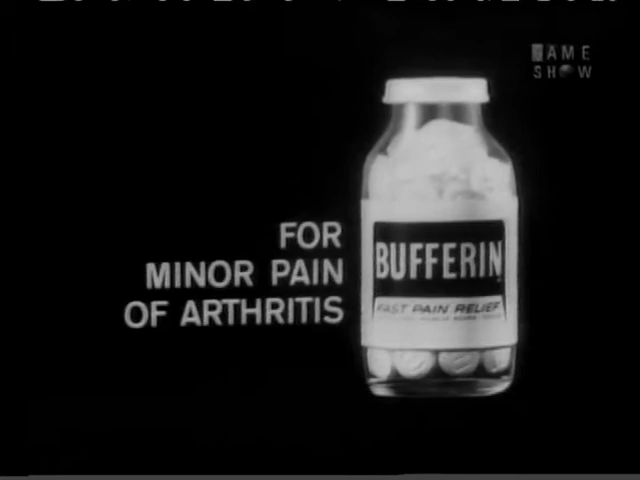 GAME
SHOW
FOR
MINOR PAIN
OF ARTHRITIS
BUFFERIN
FAST PAIN RELIEF